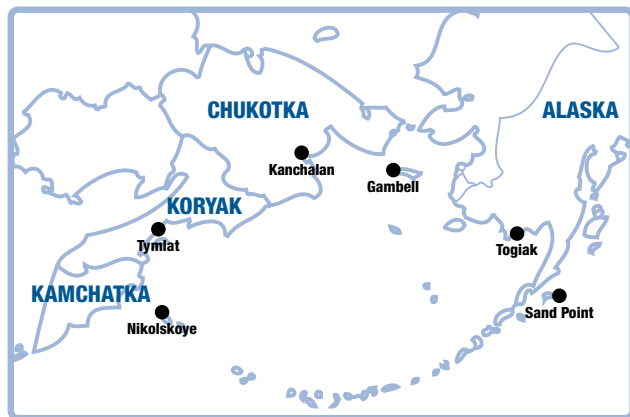 CHUKOTKA
ALASKA
Kanchalan
Gambell
KORYAK
Tymlat
Togiak
KAMCHATKA
Sand Point
Nikolskoye